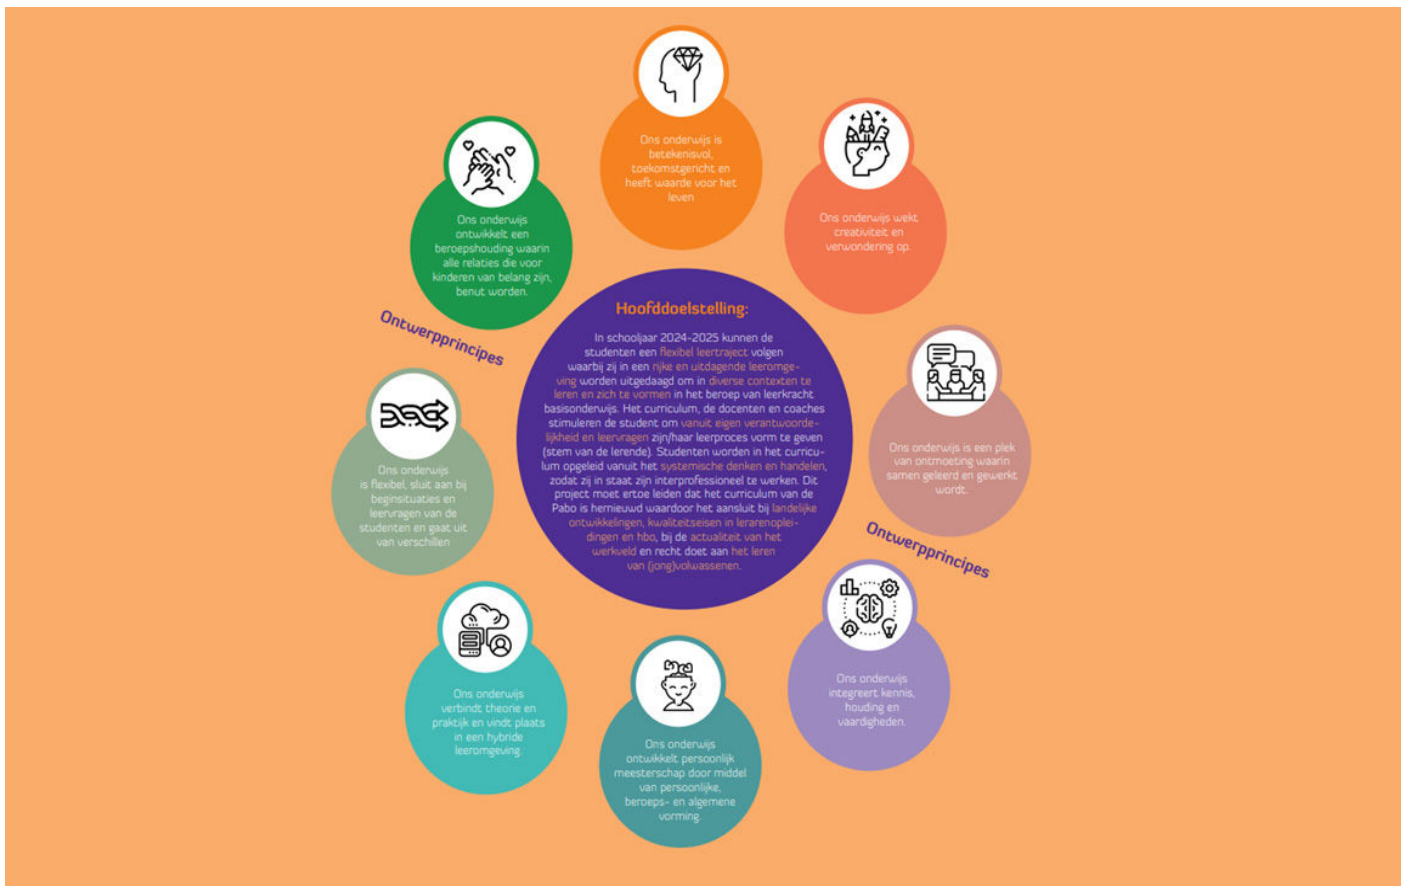 Ons onderwijs is
betekenisvol,
toekomstgericht en
heeft waarde voor het
leven
Ons onderwijs wekt
creativiteit en
verwondering op.
Ons onderwijs is een plek
van ontmoeting waarin
samen geleerd en gewerkt
wordt.
Ontwerpprincipes
Ons onderwijs
integreert kennis,
houding en
vaardigheden.
Ons onderwijs
ontwikkelt persoonlijk
meesterschap door middel
van persoonlijke,
beroeps- en algemene
vorming.
Ons onderwijs
verbindt theorie en
praktijk en vindt plaats
in een hybride
leeromgeving.
Ons onderwijs
is flexibel, sluit aan bij
beginsituaties en
leervragen van de
studenten en gaat uit
van verschillen
Ontwerpprincipes
Ons onderwijs
ontwikkelt een
beroepshouding waarin
alle relaties die voor
kinderen van belang zijn,
benut worden.
Hoofddoelstelling:
In schooljaar 2024-2025 kunnen de
studenten een flexibel leertraject volgen
waarbij zij in een rijke en uitdagende leeromge-
ving worden uitgedaagd om in diverse contexten te
leren en zich te vormen in het beroep van leerkracht
basisonderwijs. Het curriculum, de docenten en coaches
stimuleren de student om vanuit eigen verantwoorde-
lijkheid en leervragen zijn/haar leerproces vorm te geven
(stem van de lerende). Studenten worden in het curricu-
lum opgeleid vanuit het systemische denken en handelen,
zodat zij in staat zijn interprofessioneel te werken. Dit
project moet ertoe leiden dat het curriculum van de
Pabo is hernieuwd waardoor het aansluit bij landelijke
ontwikkelingen, kwaliteitseisen in lerarenoplei-
dingen en hbo, bij de actualiteit van het
werkveld en recht doet aan het leren
van (jong)volwassenen.